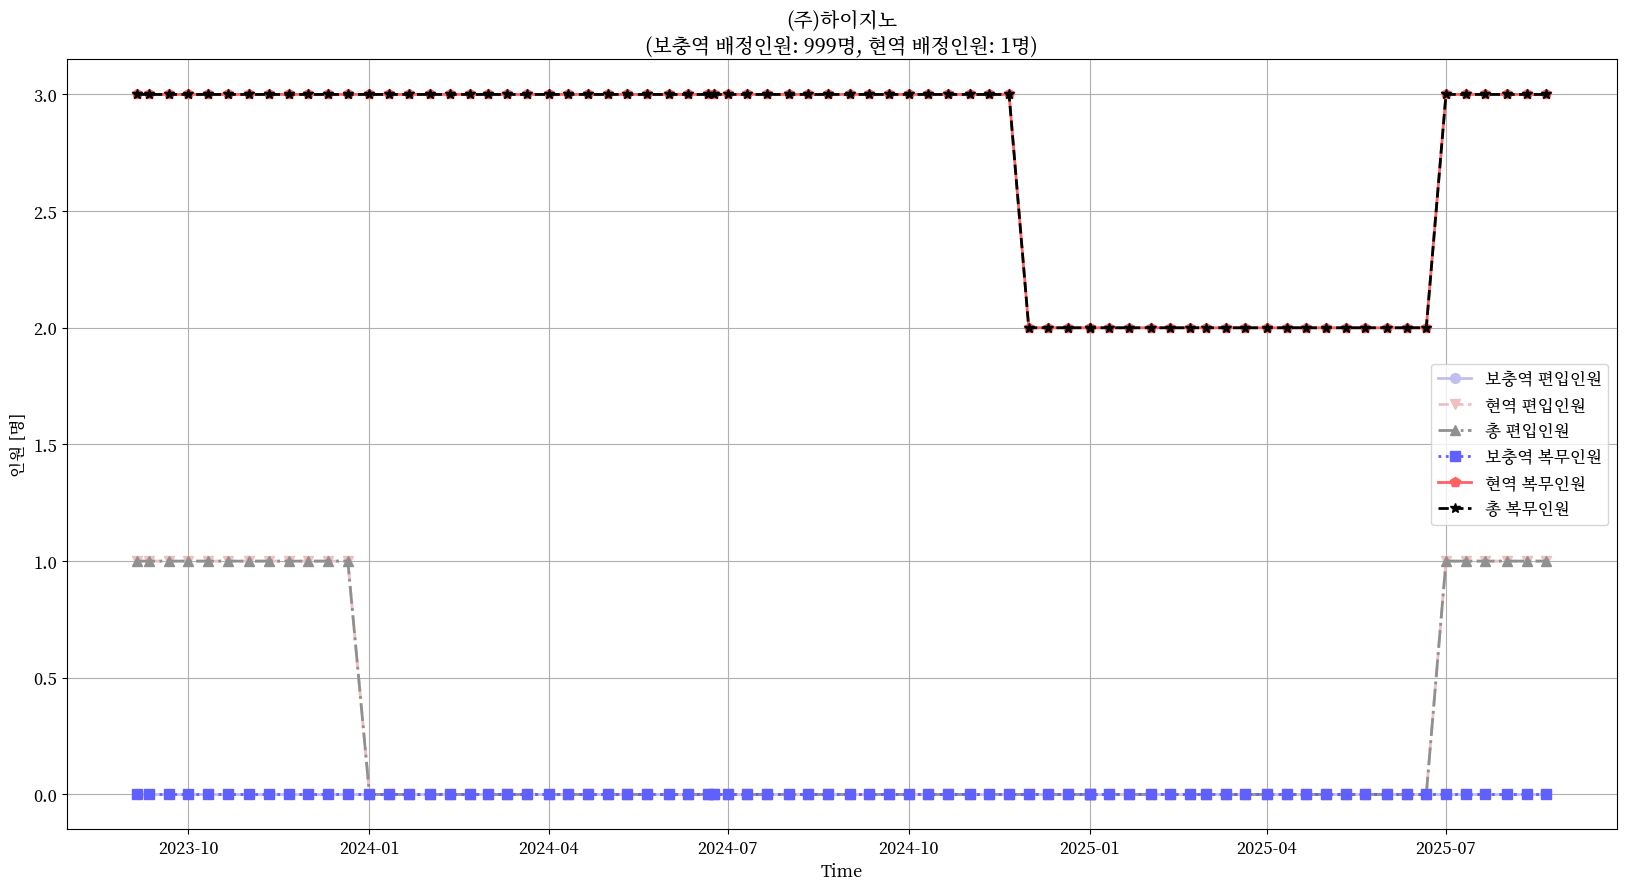 (주)하이지노
(보충역 배정인원: 999명, 현역 배정인원: 1명)
3.0
2.5
2.0
1.5
1.0
0.5
0.0
인원 [명]
보충역 편입인원
현역 편입인원
총 편입인원
보충역 복무인원
현역 복무인원
총 복무인원
2023-10 2024-01 2024-04 2024-07 2024-10 2025-01 2025-04 2025-07
Time